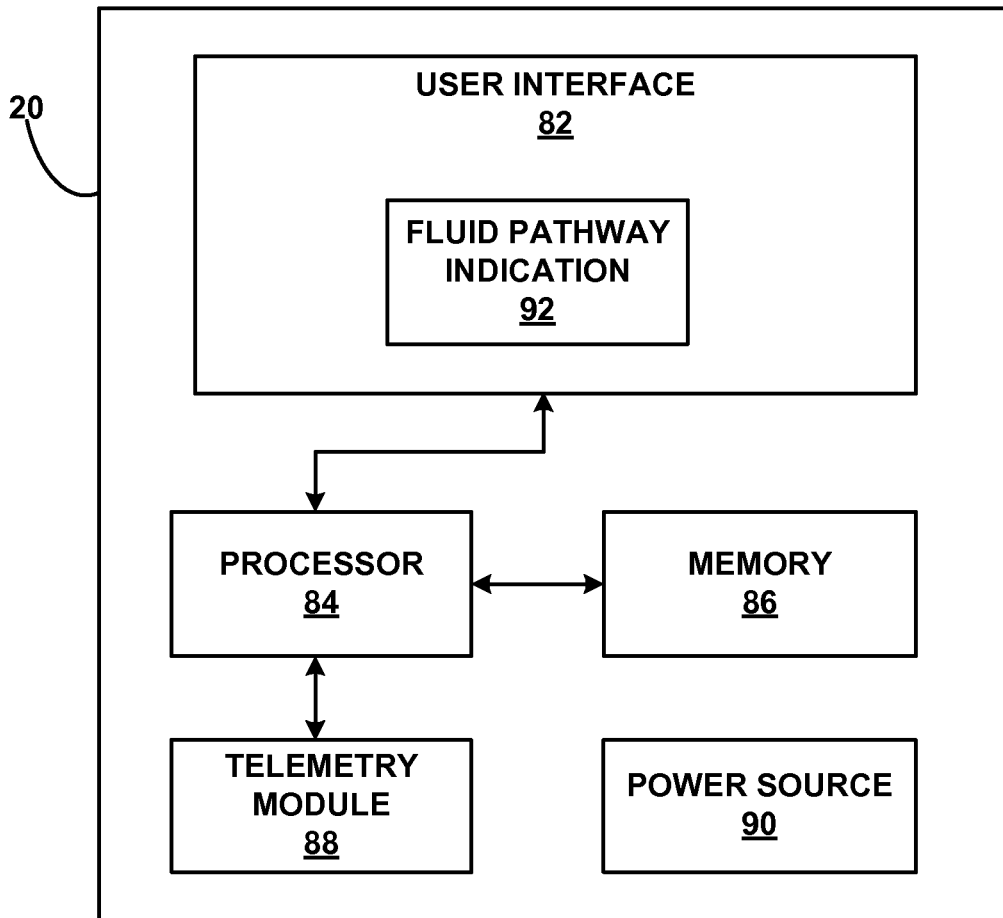 20
USER INTERFACE
82
FLUID PATHWAY
INDICATION
92
PROCESSOR
84
MEMORY
86
TELEMETRY
MODULE
88
POWER SOURCE
90